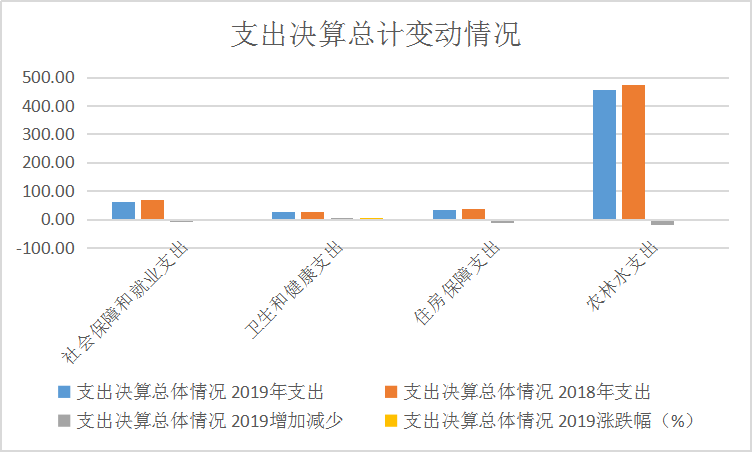 支出决算总计变动情况
500.00
400.00
300.00
200.00
100.00
0.00
-100.00
社会保障和就业支出
卫生和健康支出
住房保障支出
农林水支出
支出决算总体情况 2019年支出
支出决算总体情况 2018年支出
支出决算总体情况 2019增加减少
支出决算总体情况 2019涨跌幅（%）